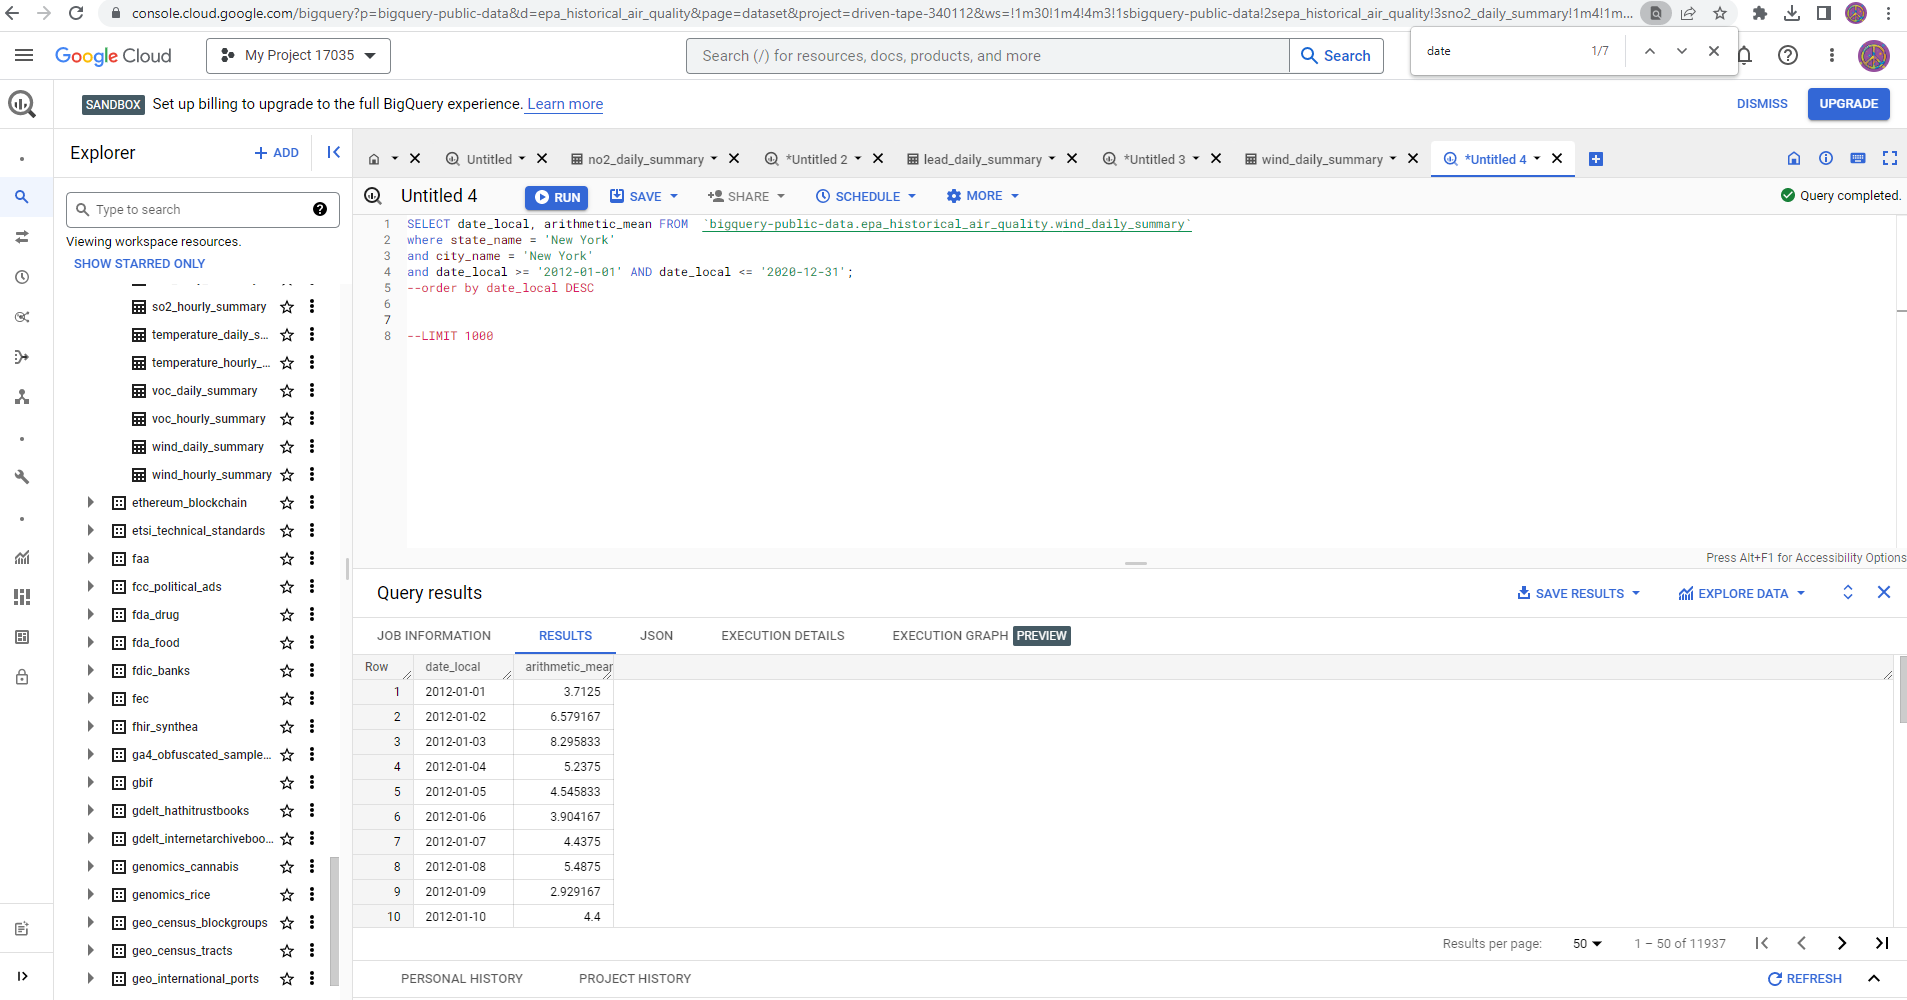 console.cloud.google.com/bigquery?p=bigquery-public-data&d=epa_historical_air_quality&page=dataset&project=driven-tape-340112&ws=!1m30!1m4!4m3!1sbigquery-public-data!2sepa_historical_air_quality!3sno2_daily_summary!1m4!1m...
Google Cloud
My Project 17035
Search (/) for resources, docs, products, and more
Search
date
1/7
SANDBOX Set up billing to upgrade to the full BigQuery experience. Learn more
DISMISS
UPGRADE
Explorer
+ ADD
Untitled
no2_daily_summary
*Untitled 2
lead_daily_summary
*Untitled 3
wind_daily_summary
*Untitled 4
Type to search
Viewing workspace resources.
SHOW STARRED ONLY
so2_hourly_summary
temperature_daily_s...
temperature_hourly_...
voc_daily_summary
voc_hourly_summary
wind_daily_summary
wind_hourly_summary
ethereum_blockchain
etsi_technical_standards
faa
fcc_political_ads
fda_drug
fda_food
fdic_banks
fec
fhir_synthea
ga4_obfuscated_sample...
gbif
gdelt_hathitrustbooks
gdelt_internetarchiveboo...
genomics_cannabis
genomics_rice
geo_census_blockgroups
geo_census_tracts
geo_international_ports
Untitled 4
RUN
SAVE
SHARE
SCHEDULE
MORE
Query completed.
1 SELECT date_local, arithmetic_mean FROM `bigquery-public-data.epa_historical_air_quality.wind_daily_summary`
2 where state_name = 'New York'
3 and city_name = 'New York'
4 and date_local >= '2012-01-01' AND date_local <= '2020-12-31';
5 --order by date_local DESC
6
7
8 --LIMIT 1000
Press Alt+F1 for Accessibility Options
Query results
SAVE RESULTS
EXPLORE DATA
JOB INFORMATION
RESULTS
JSON
EXECUTION DETAILS
EXECUTION GRAPH PREVIEW
Row date_local arithmetic_mean
1 2012-01-01 3.7125
2 2012-01-02 6.579167
3 2012-01-03 8.295833
4 2012-01-04 5.2375
5 2012-01-05 4.545833
6 2012-01-06 3.904167
7 2012-01-07 4.4375
8 2012-01-08 5.4875
9 2012-01-09 2.929167
10 2012-01-10 4.4
Results per page: 50 1 – 50 of 11937
PERSONAL HISTORY
PROJECT HISTORY
REFRESH